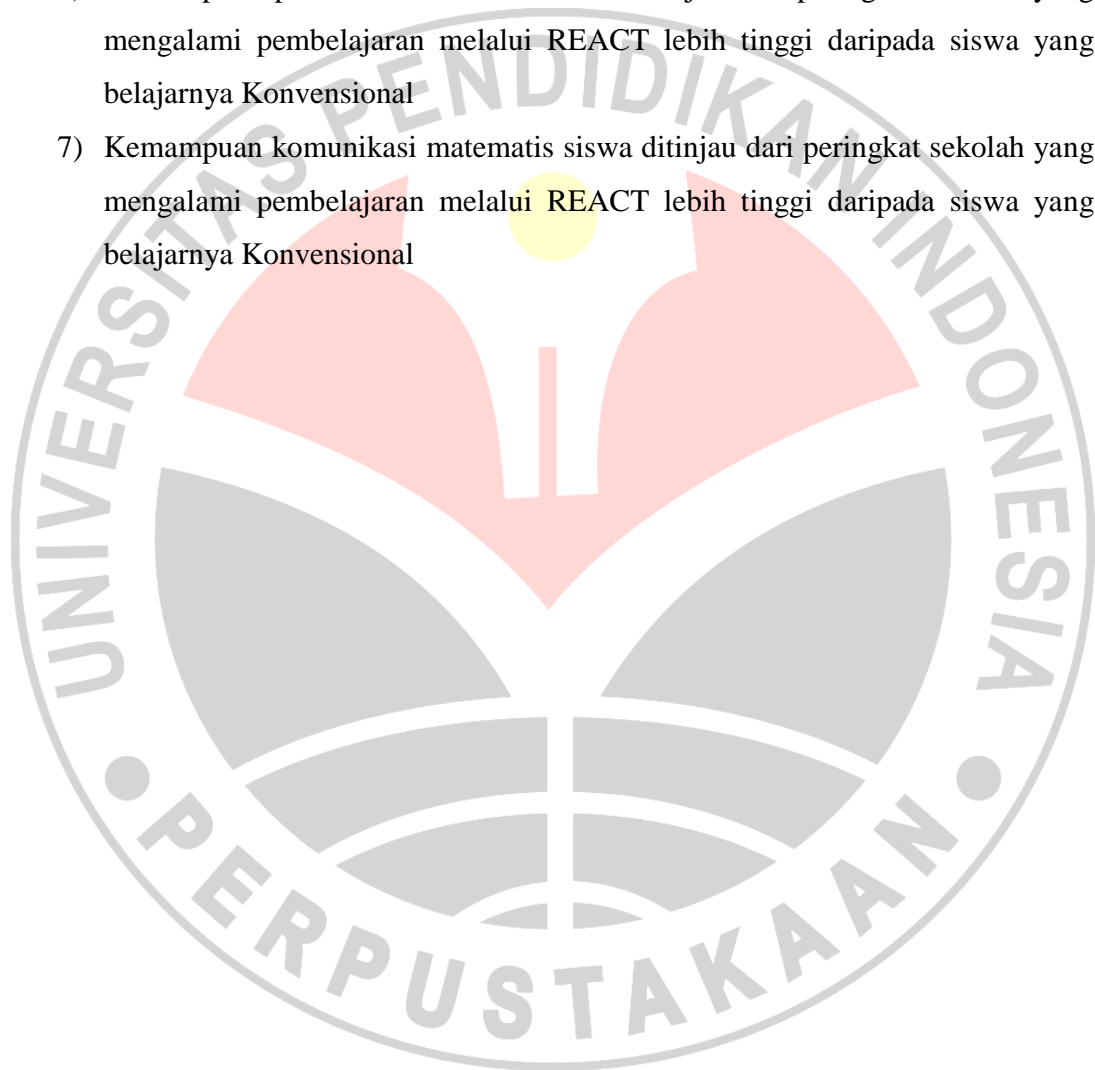 mengalami pembelajaran melalui REACT lebih tinggi daripada siswa yang
belajarnya Konvensional
7) Kemampuan komunikasi matematis siswa ditinjau dari peringkat sekolah yang
mengalami pembelajaran melalui REACT lebih tinggi daripada siswa yang
belajarnya Konvensional
UNIVERSITAS PENDIDIKAN INDONESIA
PERPUSTAKAAN